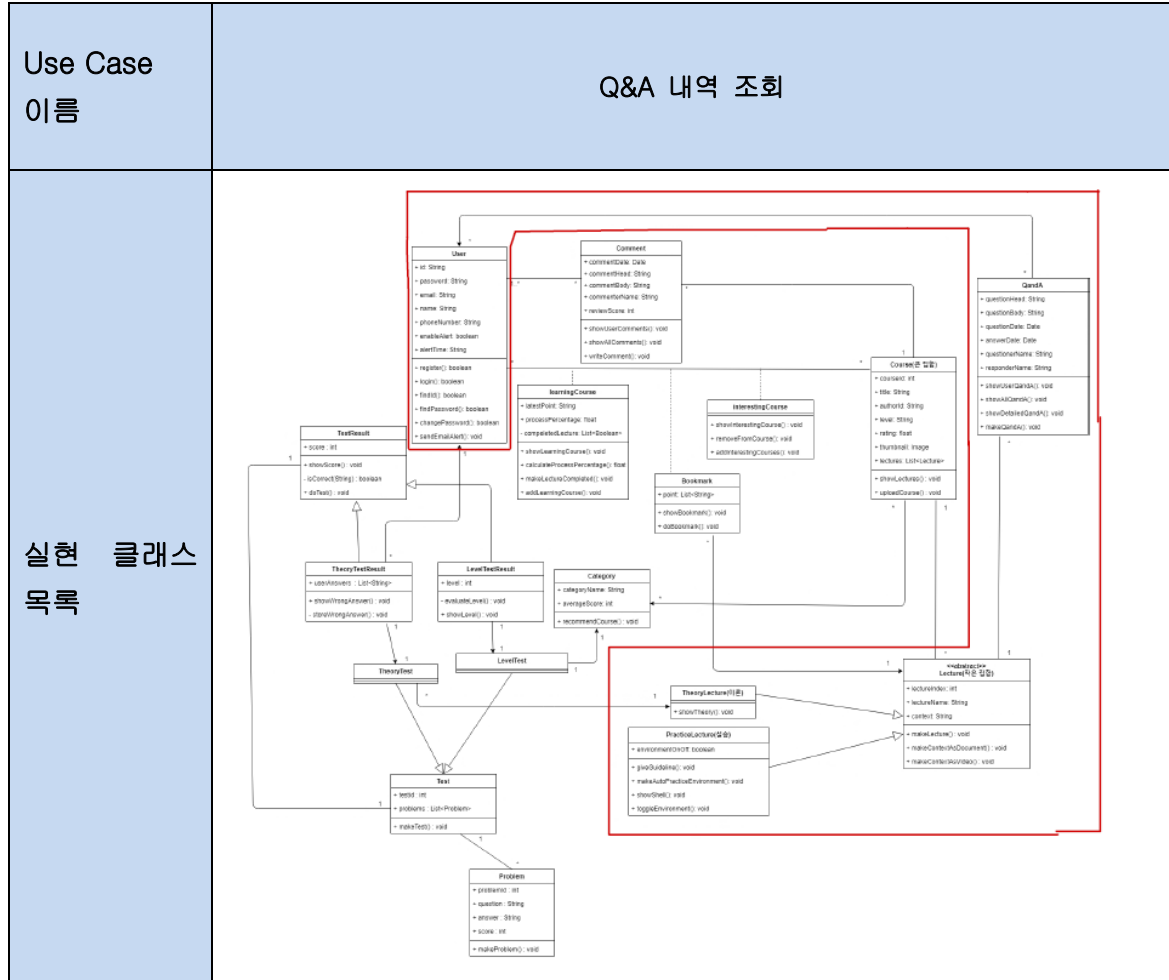 Use Case
이름
Q&A 내역 조회
실현 클래스
목록
User
+ id: String
+ password: String
+ email: String
+ name: String
+ phoneNumber: String
+ enableAlert: boolean
+ alertTime: String
+ register(): boolean
+ login(): boolean
+ findId(): boolean
+ findPassword(): boolean
+ changePassword(): boolean
+ sendEmailAlert(): void
Comment
+ commentDate: Date
+ commentHead: String
+ commentBody: String
+ commenterName: String
+ reviewScore: int
+ showUserComments(): void
+ showAllComments(): void
+ writeComment(): void
QandA
+ questionHead: String
+ questionBody: String
+ questionDate: Date
+ answerDate: Date
+ questionerName: String
+ responderName: String
+ showUserQandA(): void
+ showAllQandA(): void
+ showDetailedQandA(): void
+ makeQandA(): void
Course(큰 집합)
+ courseId: int
+ title: String
+ authorId: String
+ level: String
+ rating: float
+ thumbnail: Image
+ lectures: List<Lecture>
+ showLectures(): void
+ uploadCourse(): void
learningCourse
+ latestPoint: String
+ processPercentage: float
- compeletedLecture: List<Boolean>
+ showLearningCourse(): void
+ calculateProcessPercentage(): float
+ makeLectureCompleted(): void
+ addLearningCourse(): void
interestingCourse
+ showInterestingCourse(): void
+ removeFromCourse(): void
+ addInterestingCourses(): void
TestResult
+ score : int
+ showScore() : void
- isCorrect(String) : boolean
+ doTest() : void
Bookmark
+ point: List<String>
+ showBookmark(): void
+ doBookmark(): void
TheoryTestResult
+ userAnswers : List<String>
+ showWrongAnswer() : void
- storeWrongAnswer() : void
LevelTestResult
+ level : int
- evaluateLevel() : void
+ showLevel() : void
Category
+ categoryName: String
+ averageScore: int
+ recommendCourse(): void
TheoryTest
LevelTest
<<abstract>>
Lecture(작은 집합)
+ lectureIndex: int
+ lectureName: String
+ context: String
+ makeLecture() : void
+ makeContextAsDocument() : void
+ makeContextAsVideo() : void
TheoryLecture(이론)
+ showTheory(): void
PracticeLecture(실습)
+ environmentOnOff: boolean
+ giveGuideline(): void
+ makeAutoPracticeEnvironment(): void
+ showShell(): void
+ toggleEnvironment(): void
Test
+ testId : int
+ problems : List<Problem>
+ makeTest() : void
Problem
+ problemId : int
+ question : String
+ answer : String
+ score : int
+ makeProblem() : void